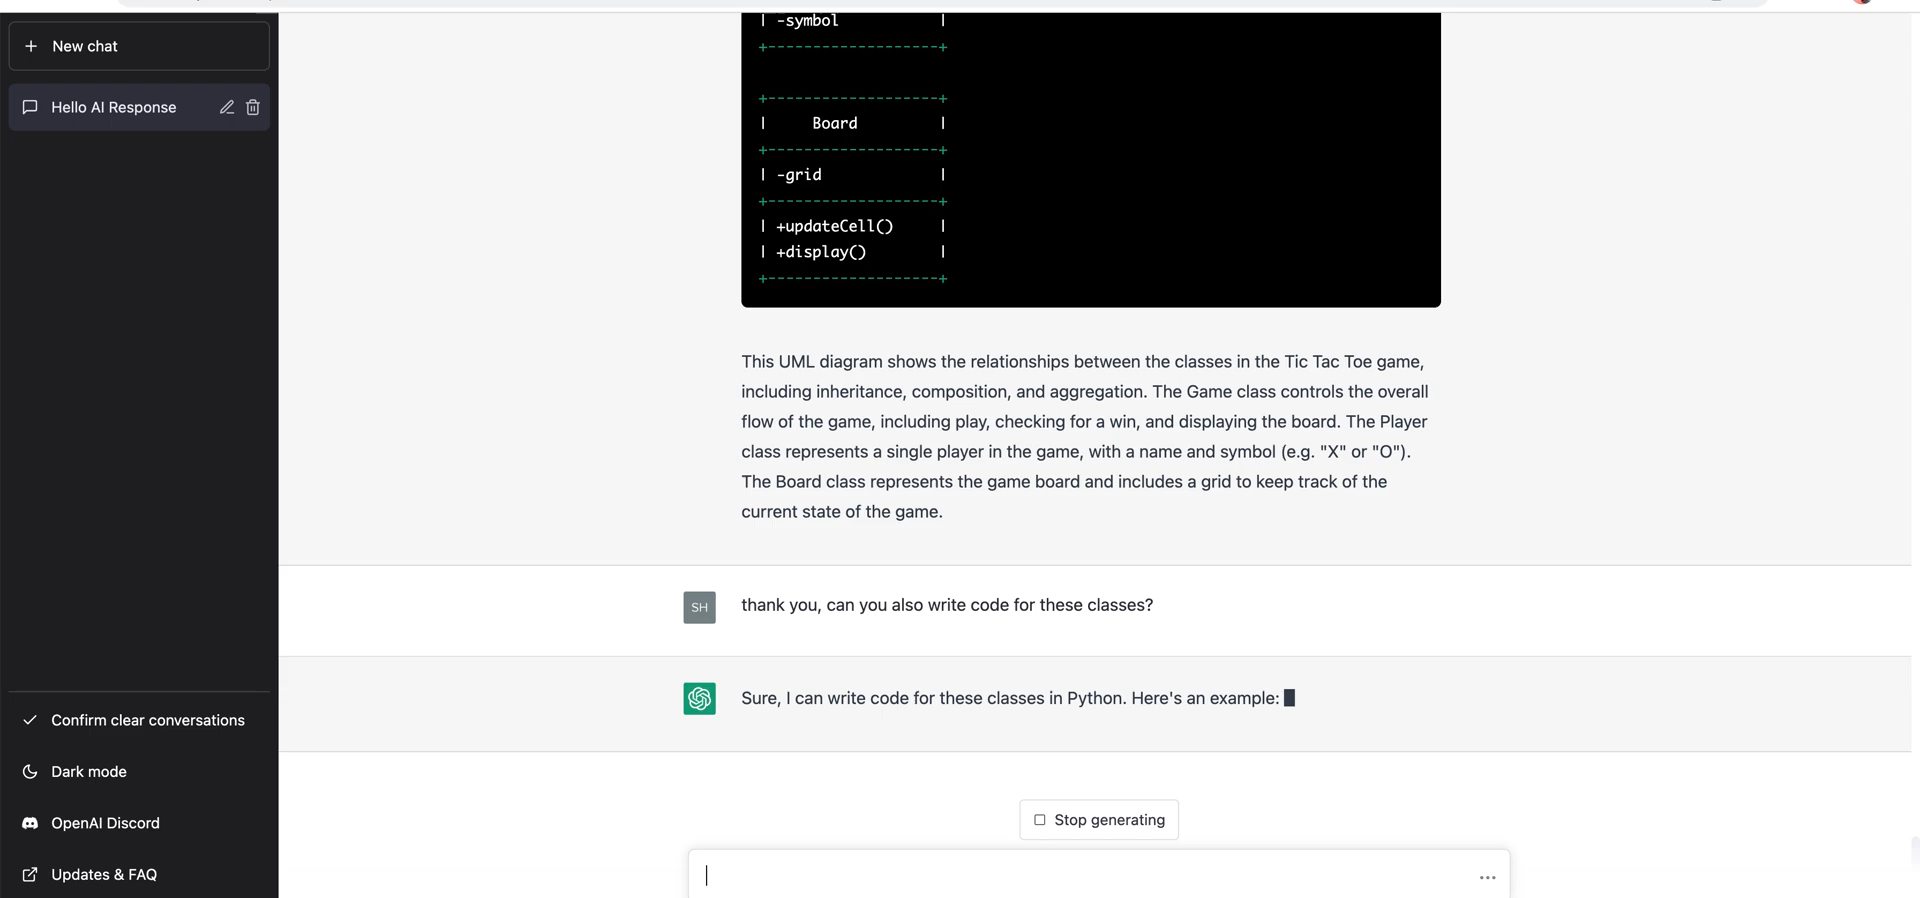 New chat
Hello AI Response
Confirm clear conversations
Dark mode
OpenAI Discord
Updates & FAQ
| -symbol |
+--------------------+
+--------------------+
| Board |
+--------------------+
| -grid |
+--------------------+
| +updateCell() |
| +display() |
+--------------------+
This UML diagram shows the relationships between the classes in the Tic Tac Toe game,
including inheritance, composition, and aggregation. The Game class controls the overall
flow of the game, including play, checking for a win, and displaying the board. The Player
class represents a single player in the game, with a name and symbol (e.g. "X" or "O").
The Board class represents the game board and includes a grid to keep track of the
current state of the game.
SH
thank you, can you also write code for these classes?
Sure, I can write code for these classes in Python. Here's an example:
Stop generating